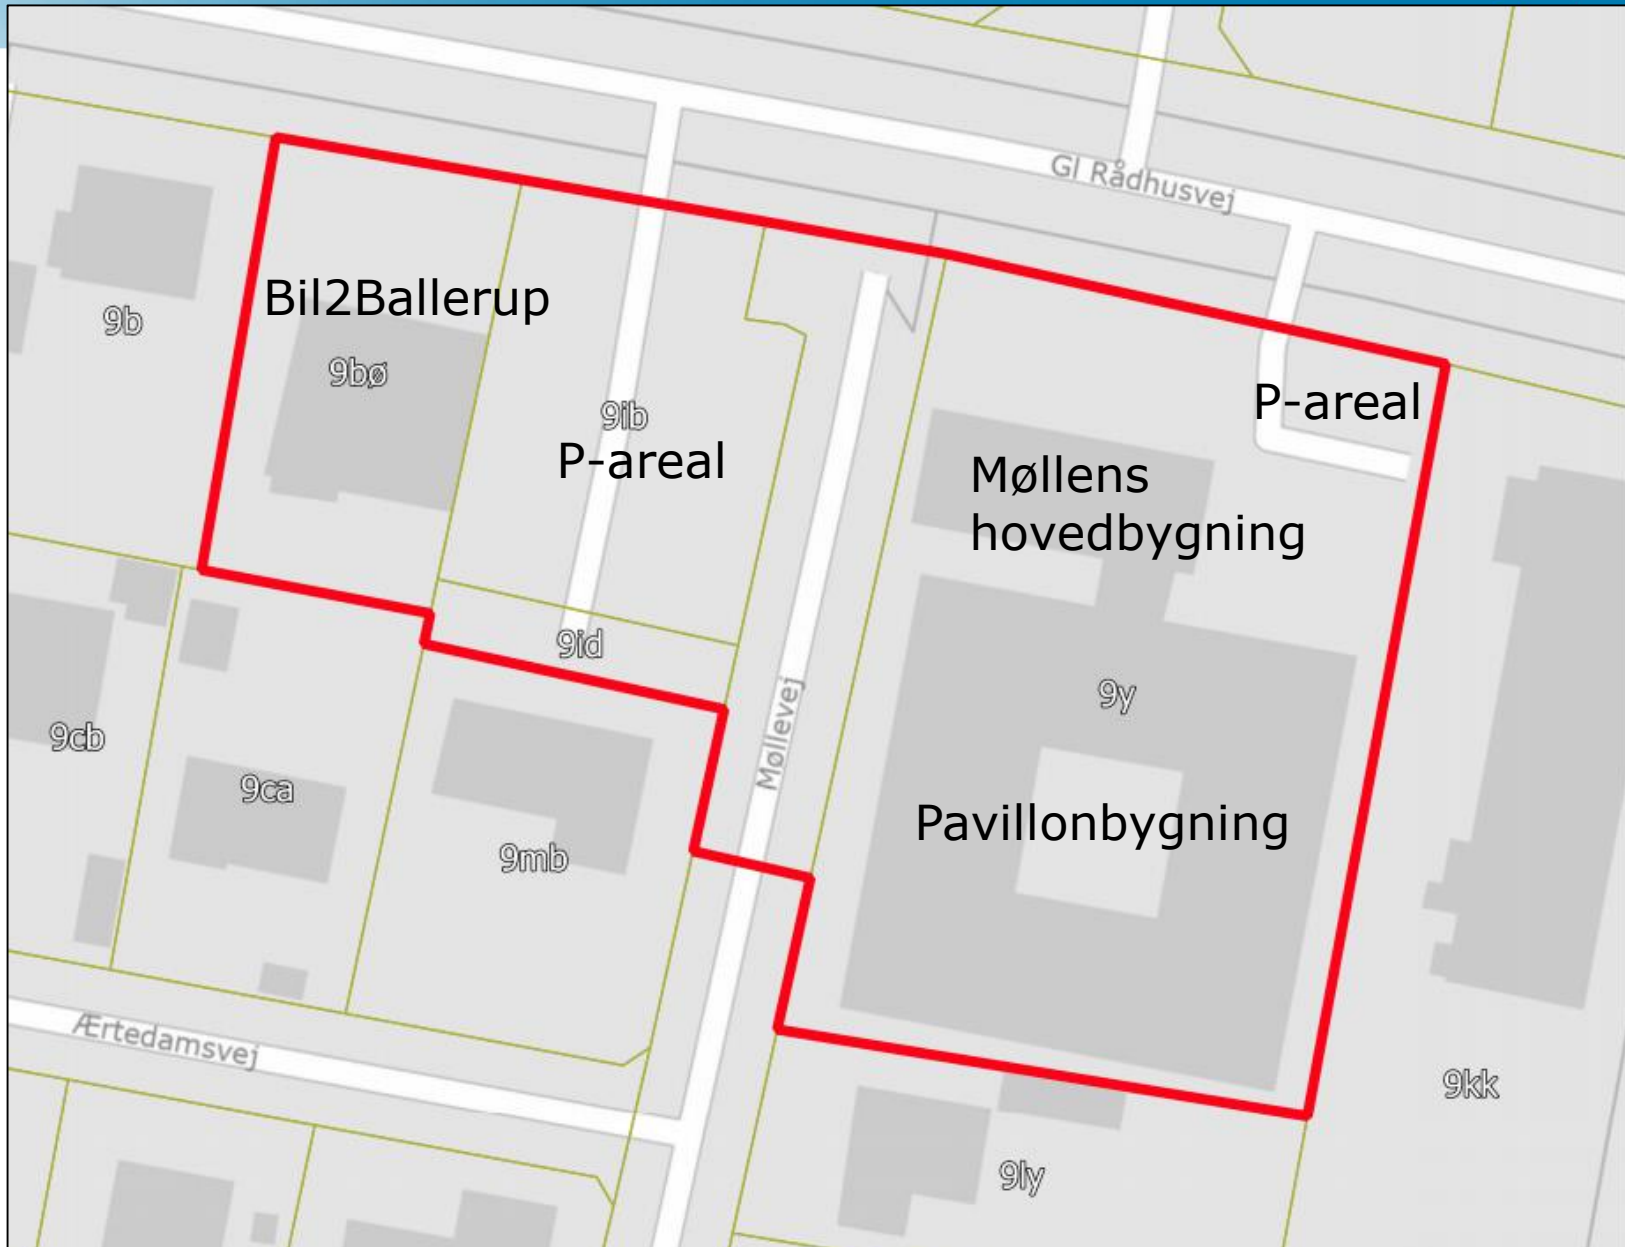 Gl Rådhusvej
Bil2Ballerup
9b
9bø
9ib
P-areal
P-areal
Møllens
hovedbygning
9id
9y
Møllevej
9cb
9ca
9mb
Pavillonbygning
Ærtedamsvej
9kk
9ly